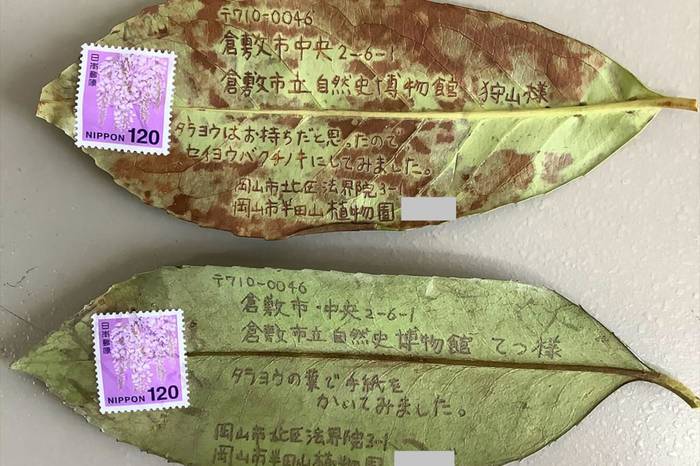 〒710-0046
倉敷市中央2-6-1
倉敷市立自然史博物館 狩山様
日本郵便
NIPPON 120
タラヨウはお持ちだと思ったので
セイヨウバクチノキにしてみました。
岡山市北区法界院3-1
岡山市半田山植物園
〒710-0046
倉敷市・中央2-6-1
倉敷市立自然史博物館 てつ様
日本郵便
NIPPON 120
タラヨウの葉で手紙を
かいてみました。
岡山市北区法界院3-1
岡山市半田山植物園